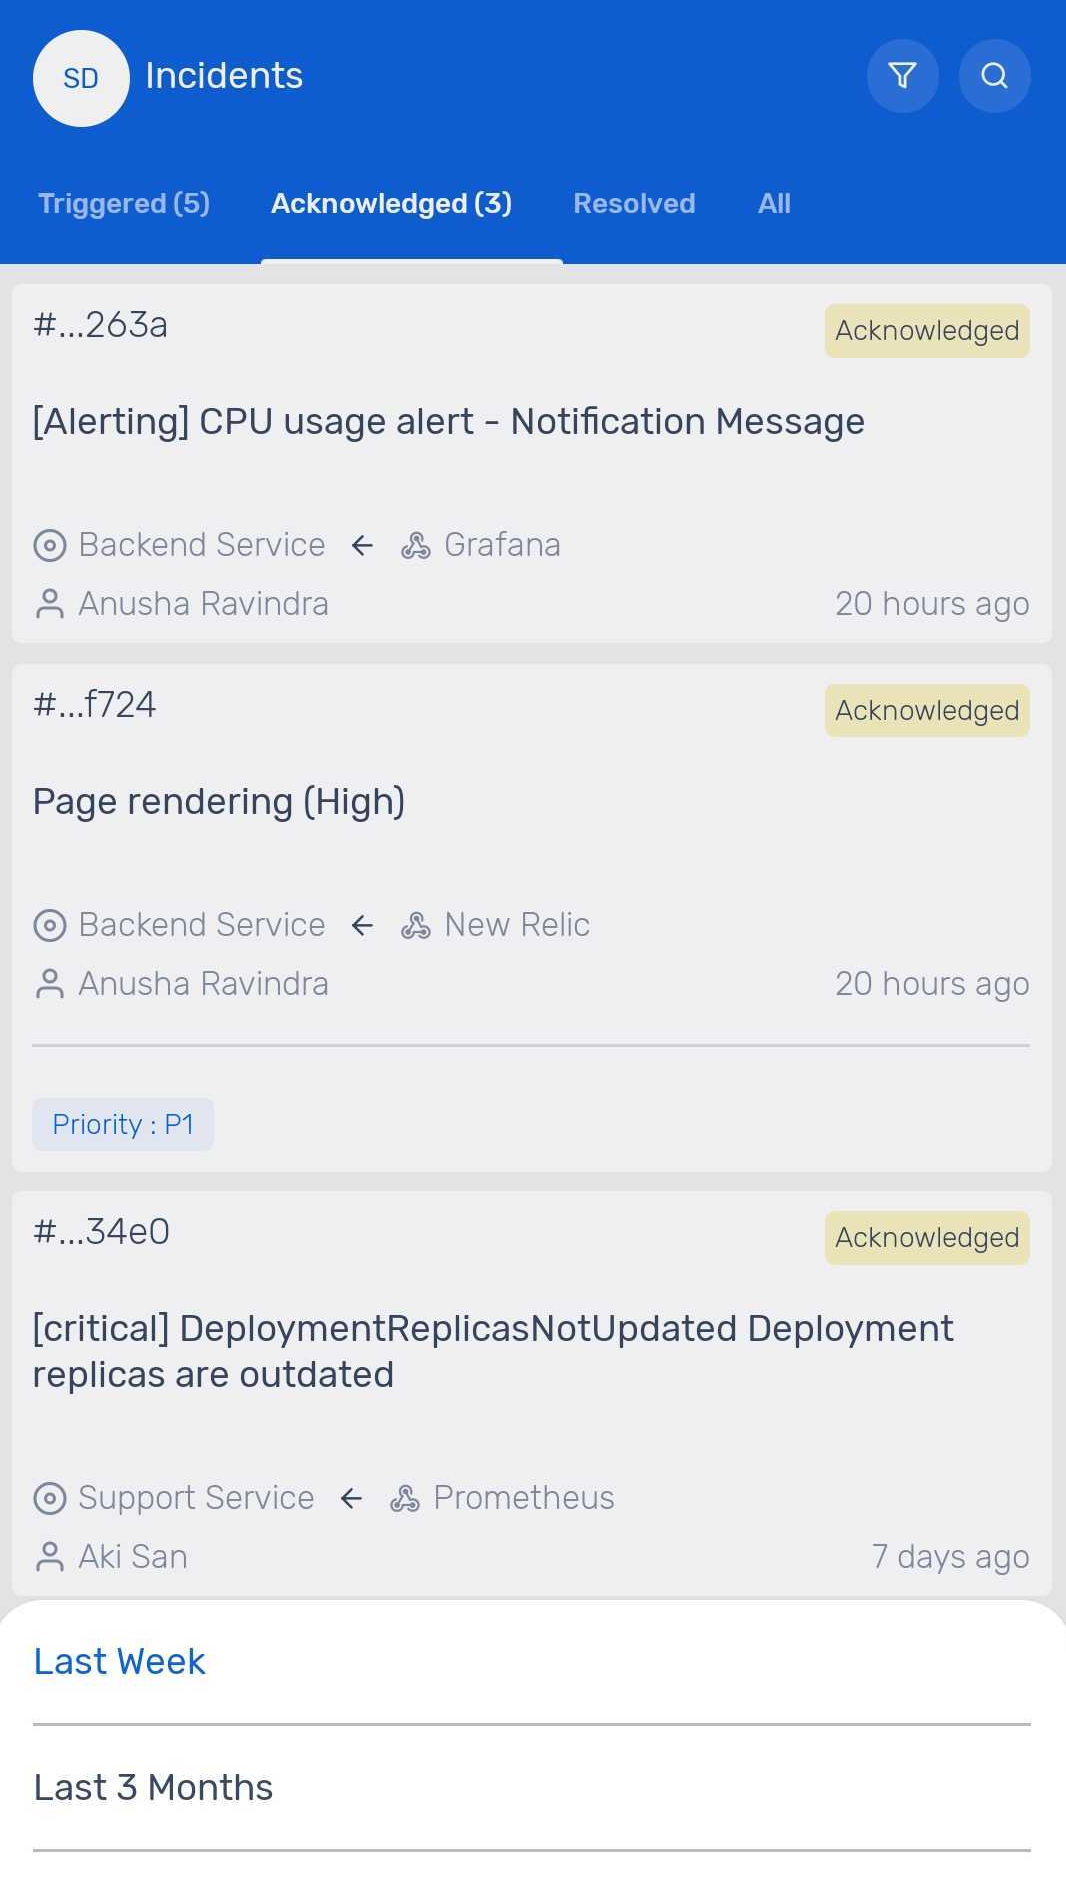 SD
Incidents
Triggered (5)
Acknowledged (3)
Resolved
All
#...263a
Acknowledged
[Alerting] CPU usage alert - Notification Message
Backend Service
Grafana
Anusha Ravindra
20 hours ago
#...f724
Acknowledged
Page rendering (High)
Backend Service
New Relic
Anusha Ravindra
20 hours ago
Priority : P1
#...34e0
Acknowledged
[critical] DeploymentReplicasNotUpdated Deployment
replicas are outdated
Support Service
Prometheus
Aki San
7 days ago
Last Week
Last 3 Months